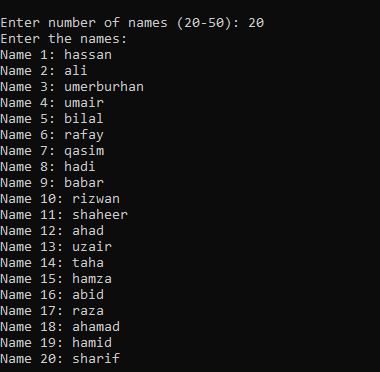 Enter number of names (20-50): 20
Enter the names:
Name 1: hassan
Name 2: ali
Name 3: umerburhan
Name 4: umair
Name 5: bilal
Name 6: rafay
Name 7: qasim
Name 8: hadi
Name 9: babar
Name 10: rizwan
Name 11: shaheer
Name 12: ahad
Name 13: uzair
Name 14: taha
Name 15: hamza
Name 16: abid
Name 17: raza
Name 18: ahamad
Name 19: hamid
Name 20: sharif